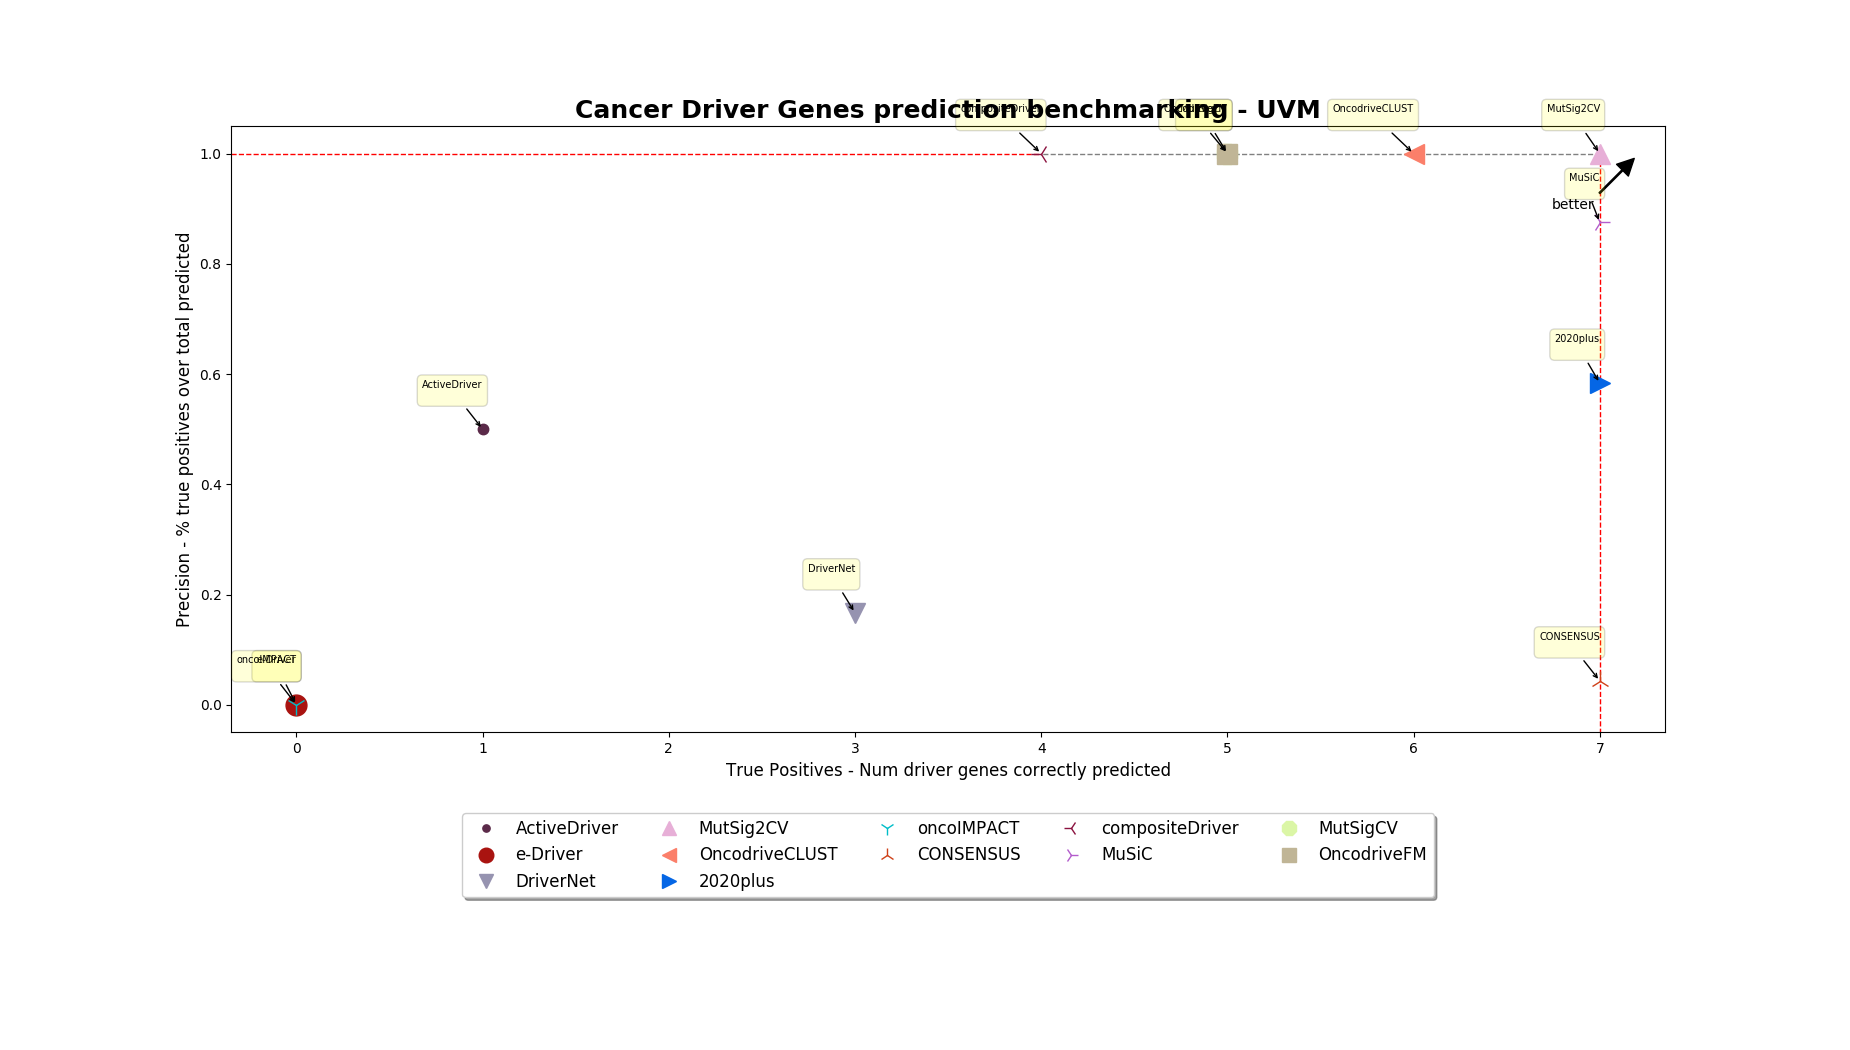 Cancer Driver Genes prediction benchmarking - UVM
compositeDriver
OncodriveCLUST
MutSig2CV
MuSiC
better
2020plus
ActiveDriver
DriverNet
CONSENSUS
oncoIMPACT
e-Driver
Precision - % true positives over total predicted
1.0
0.8
0.6
0.4
0.2
0.0
0 1 2 3 4 5 6 7
True Positives - Num driver genes correctly predicted
ActiveDriver MutSig2CV oncoIMPACT compositeDriver MutSigCV
e-Driver OncodriveCLUST CONSENSUS MuSiC OncodriveFM
DriverNet 2020plus